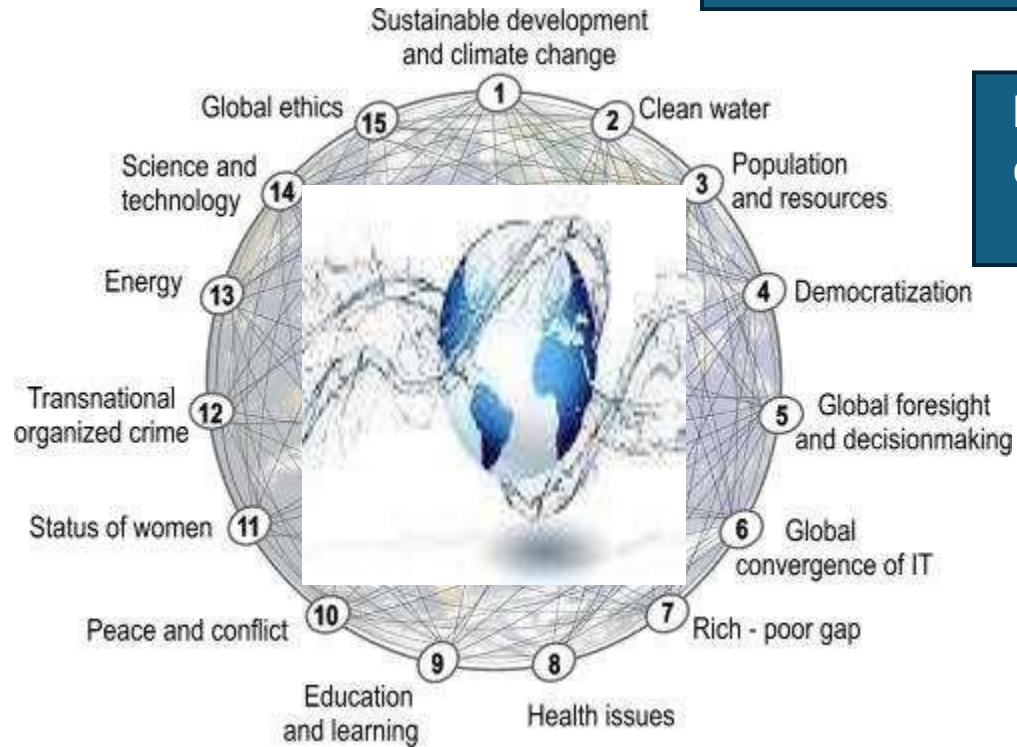 Sustainable development
and climate change
1
2
Clean water
3
Population
and resources
4
Democratization
5
Global foresight
and decisionmaking
6
Global
convergence of IT
7
Rich - poor gap
8
Health issues
9
Education
and learning
10
Peace and conflict
11
Status of women
12
Transnational
organized crime
13
Energy
14
Science and
technology
15
Global ethics